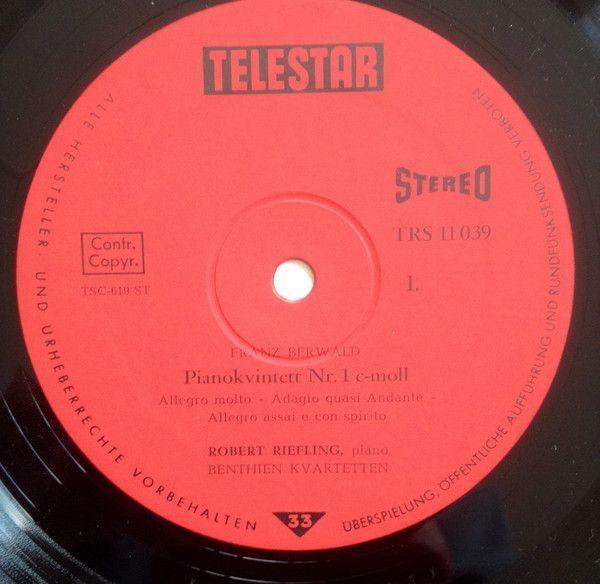 TELESTAR
STEREO
TRS 11 039
Contr.
Copyr.
TSC-619-ST
1.
FRANZ BERWALD
Pianokvintett Nr. 1 c-moll
Allegro molto - Adagio quasi Andante -
Allegro assai e con spirito
ROBERT RIEFLING, piano
BENTHIEN KVARTETTEN
33
ALLE HERSTELLER- UND URHEBERRECHTE VORBEHALTEN
ÜBERSPIELUNG, ÖFFENTLICHE AUFFÜHRUNG UND RUNDFUNKSENDUNG VERBOTEN